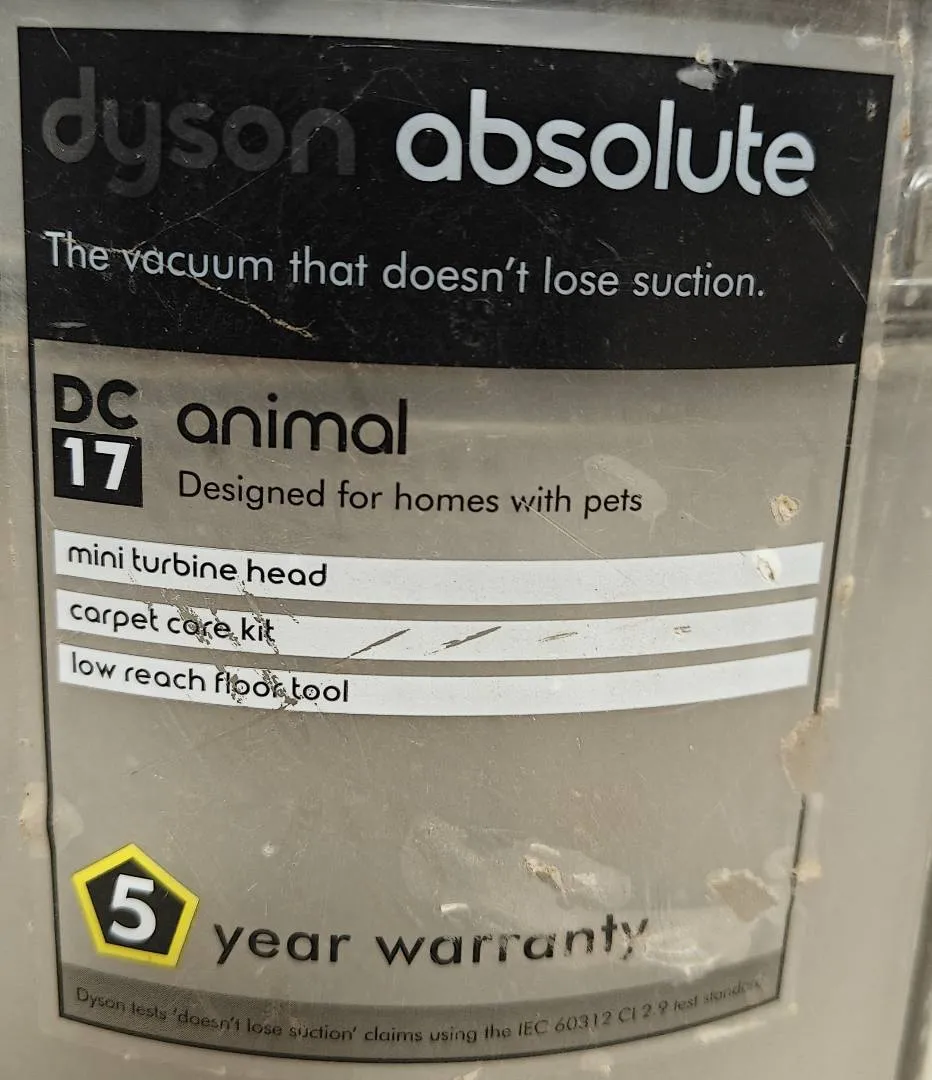 dyson absolute
The vacuum that doesn't lose suction.
DC
17
animal
Designed for homes with pets
mini turbine head
carpet care kit
low reach floor tool
5 year warranty
Dyson tests 'doesn't lose suction' claims using the IEC 60312 Cl 2.9 test standard